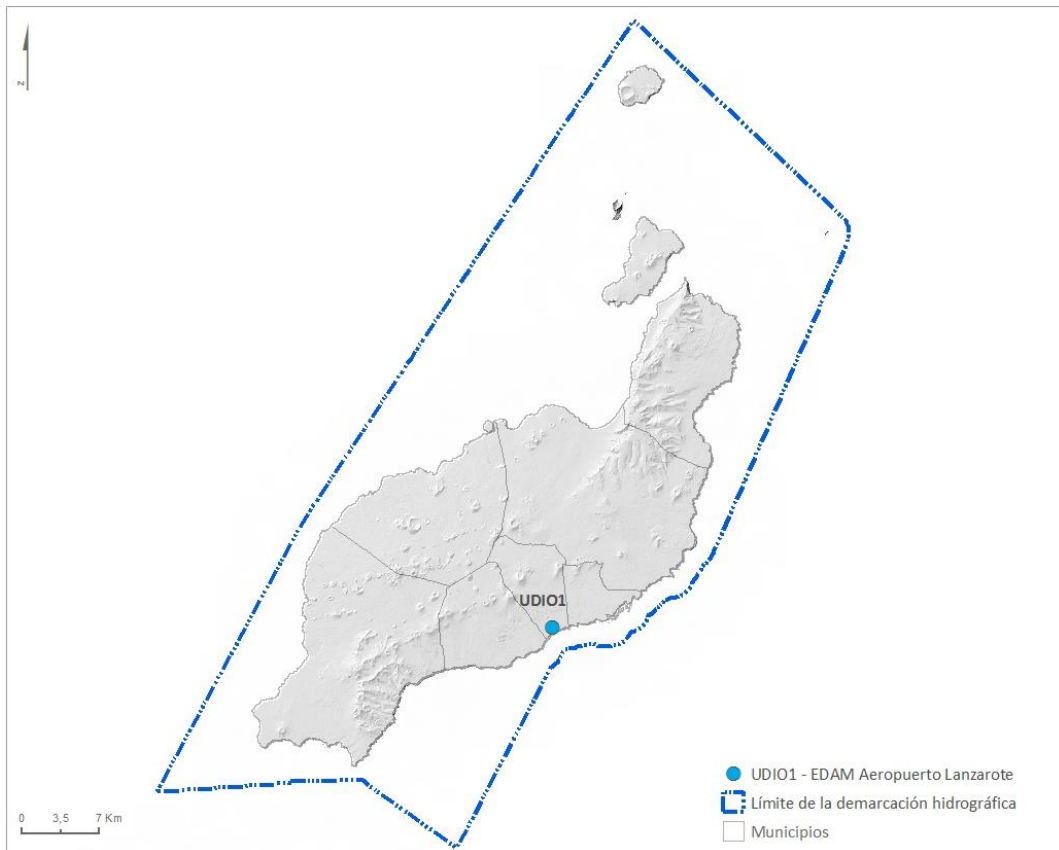 N
UDIO1
UDIO1 - EDAM Aeropuerto Lanzarote
Límite de la demarcación hidrográfica
Municipios
0 3,5 7 Km